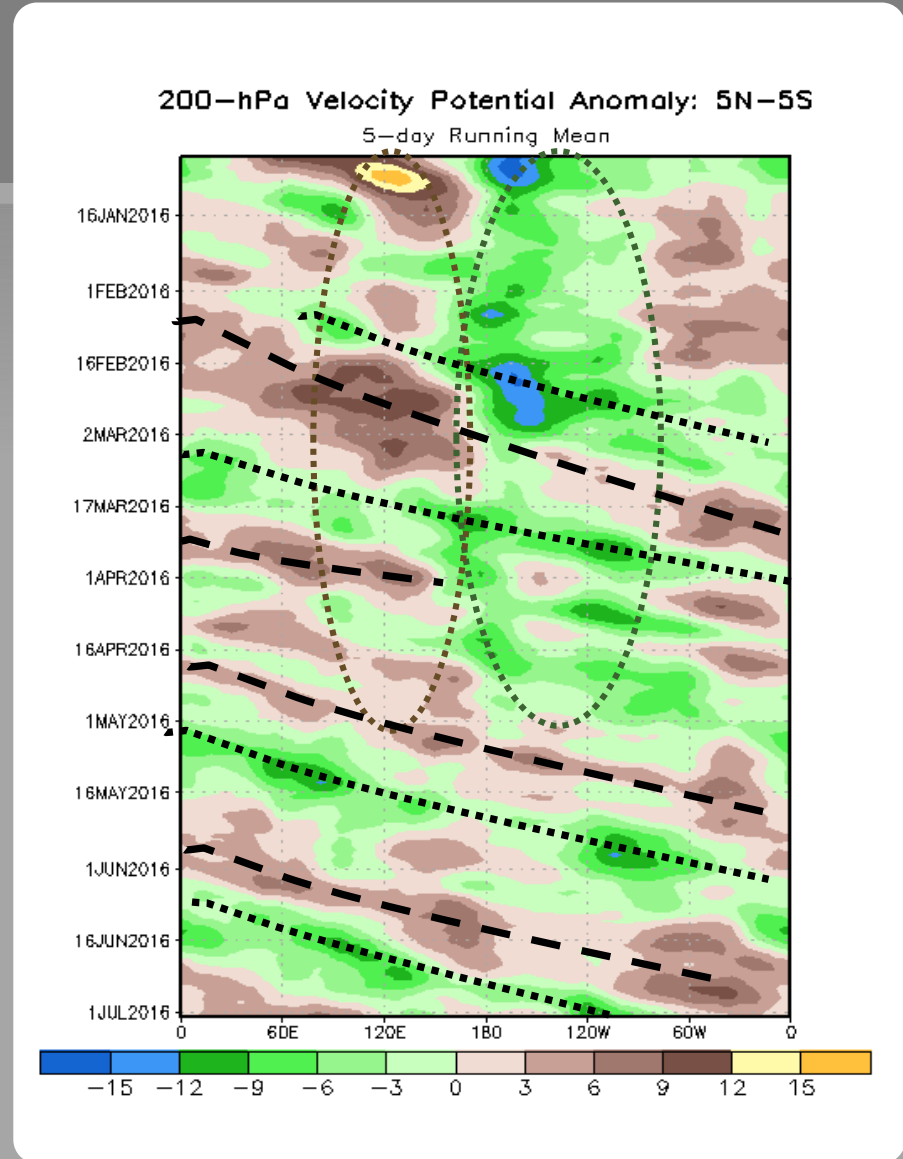 200-hPa Velocity Potential Anomaly: 5N-5S
5-day Running Mean
16JAN2016
1FEB2016
16FEB2016
2MAR2016
17MAR2016
1APR2016
16APR2016
1MAY2016
16MAY2016
1JUN2016
16JUN2016
1JUL2016
0 60E 120E 180 120W 60W 0
-15 -12 -9 -6 -3 0 3 6 9 12 15